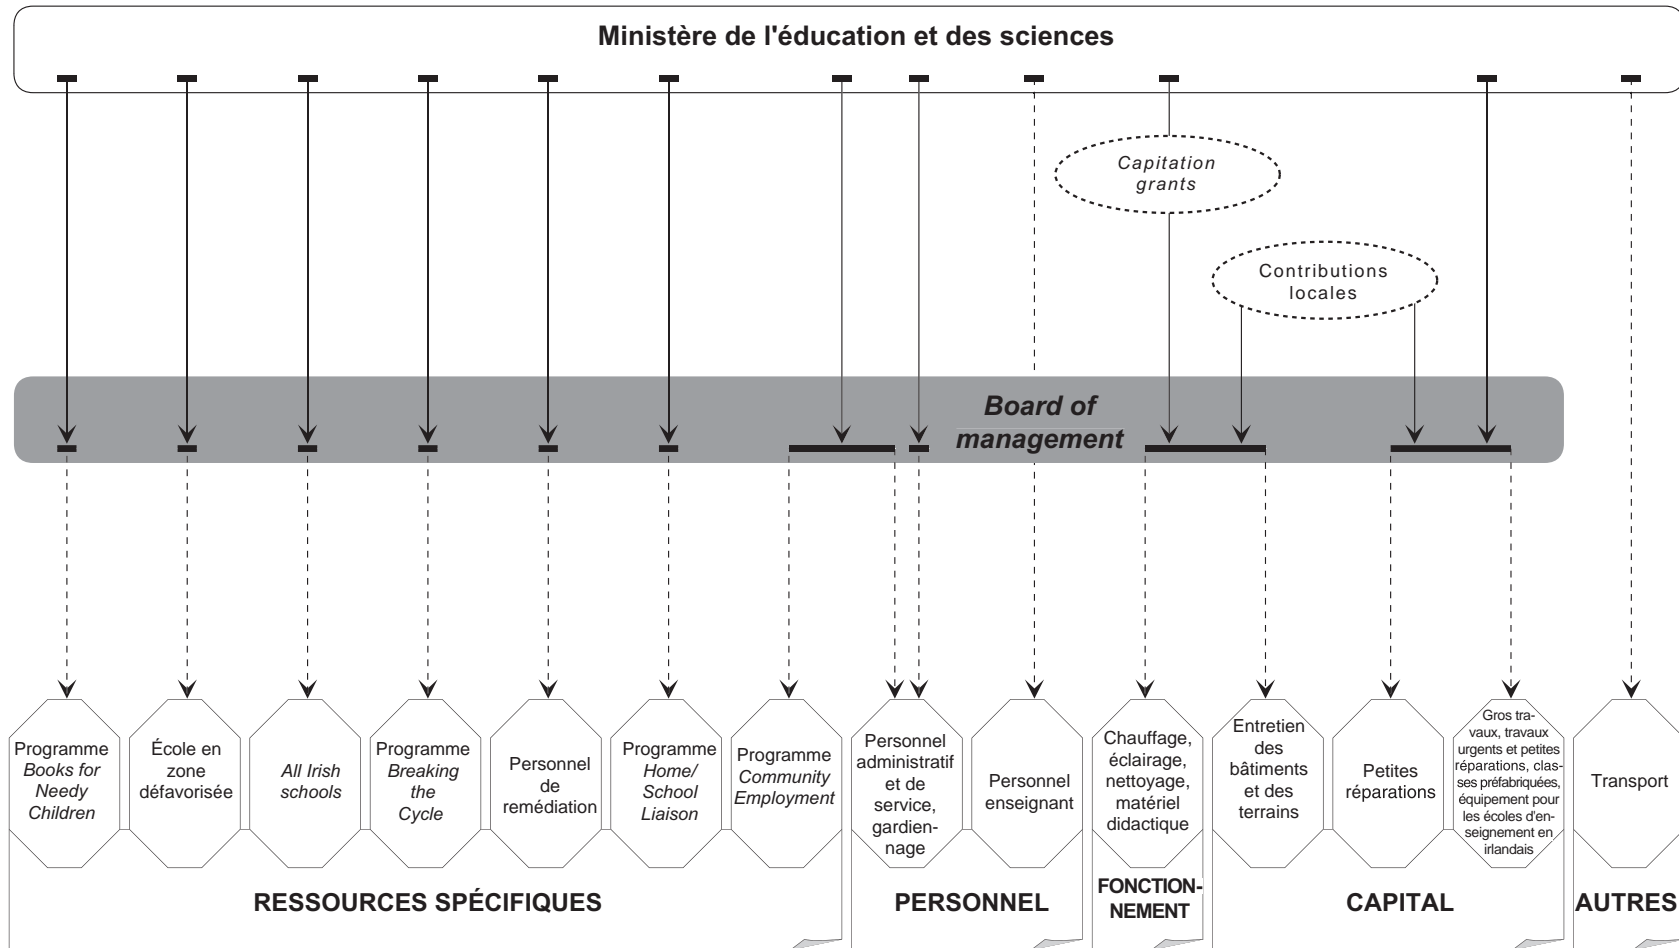 Ministère de l'éducation et des sciences
Capitation
grants
Contributions
locales
Board of
management
Programme
Books for
Needy
Children
École en
zone
défavorisée
All Irish
schools
Programme
Breaking
the
Cycle
Personnel
de
remédiation
Programme
Home/
School
Liaison
Programme
Community
Employment
Personnel
administratif
et de
service,
gardien-
nage
Personnel
enseignant
Chauffage,
éclairage,
nettoyage,
matériel
didactique
Entretien
des
bâtiments
et des
terrains
Petites
réparations
Gros tra-
vaux, travaux
urgents et petites
réparations, clas-
ses préfabriquées,
équipement pour
les écoles d'en-
seignement en
irlandais
Transport
RESSOURCES SPÉCIFIQUES
PERSONNEL
FONCTION-
NEMENT
CAPITAL
AUTRES